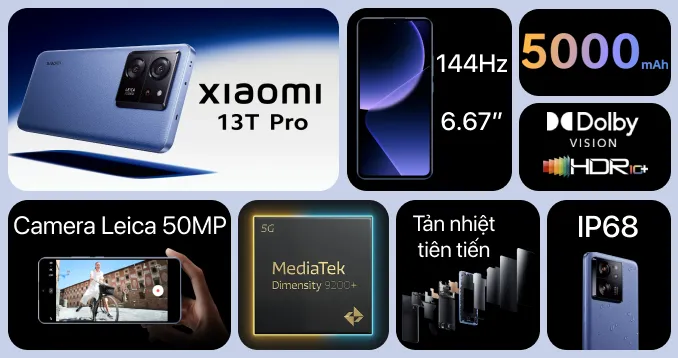 xiaomi
13T Pro
144Hz
6.67"
5000 mAh
Dolby
VISION
HDR10+
Camera Leica 50MP
5G
MediaTek
Dimensity 9200+
Tản nhiệt
tiên tiến
IP68